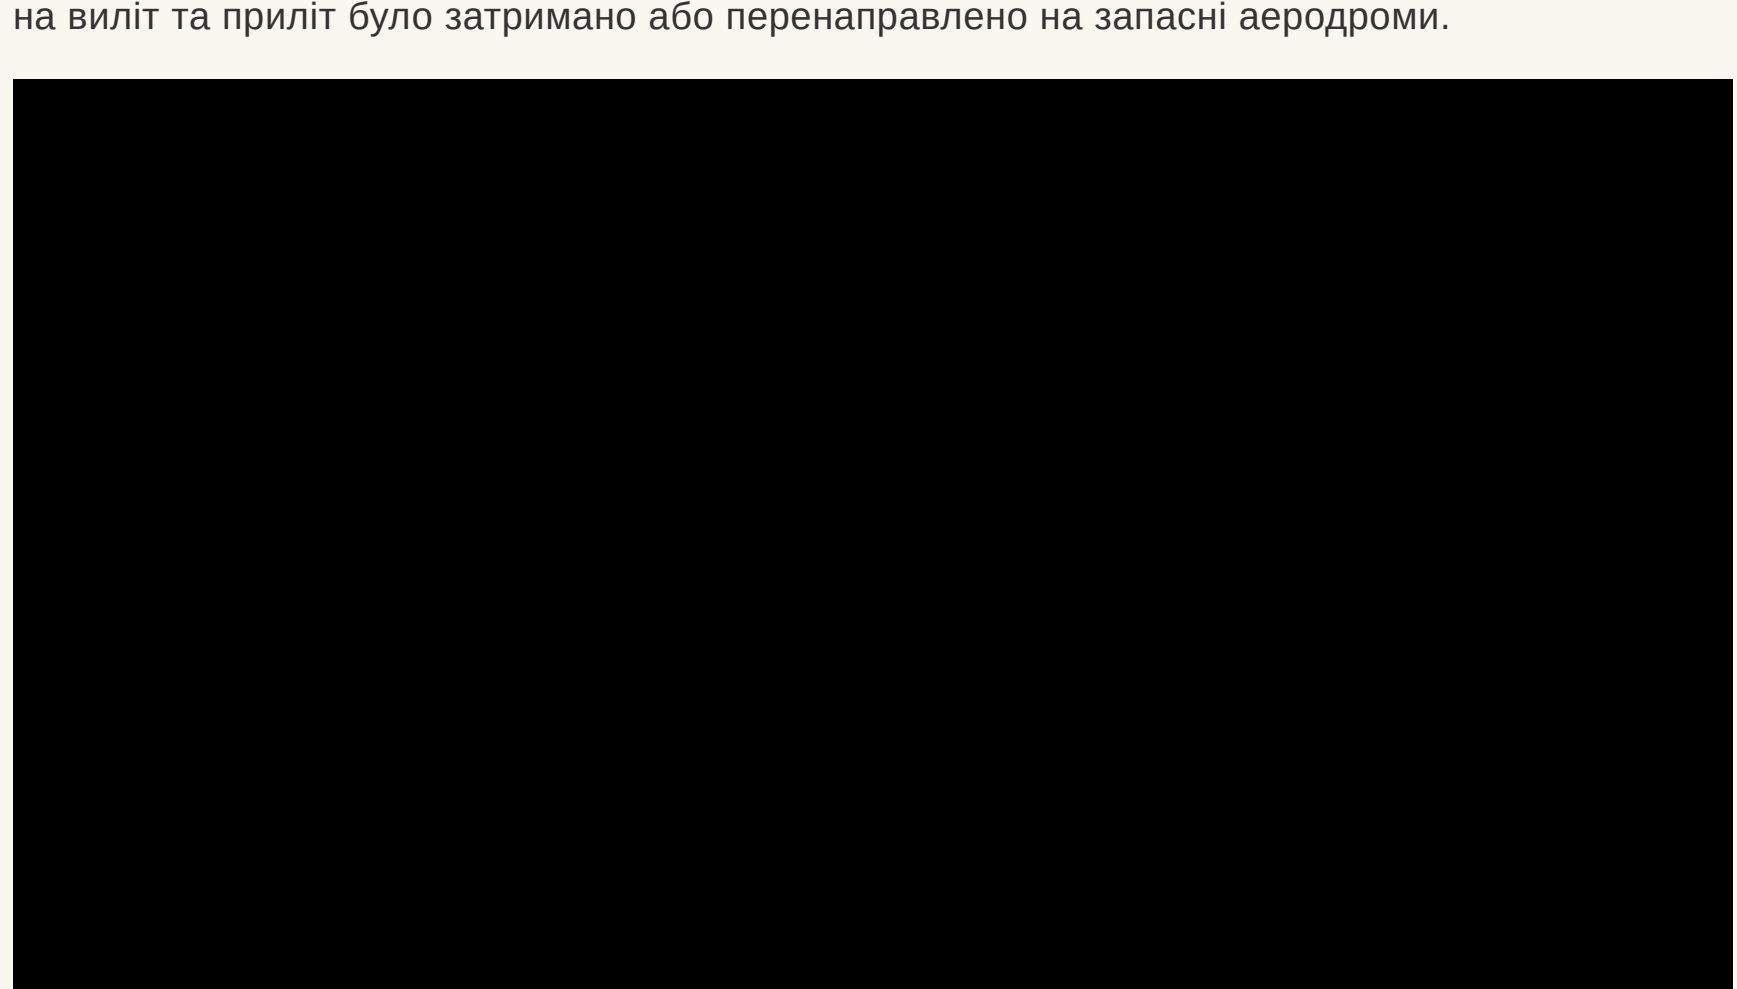 на виліт та приліт було затримано або перенаправлено на запасні аеродроми.